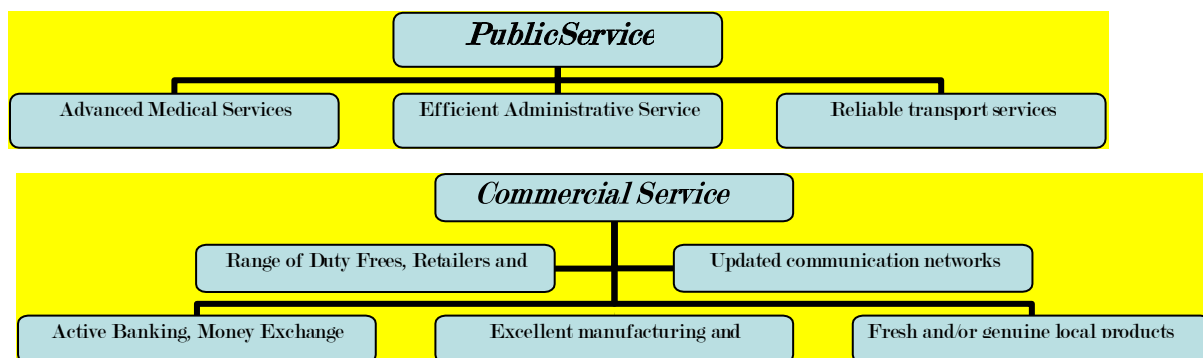 PublicService
Advanced Medical Services
Efficient Administrative Service
Reliable transport services
Commercial Service
Range of Duty Frees, Retailers and
Updated communication networks
Active Banking, Money Exchange
Excellent manufacturing and
Fresh and/or genuine local products